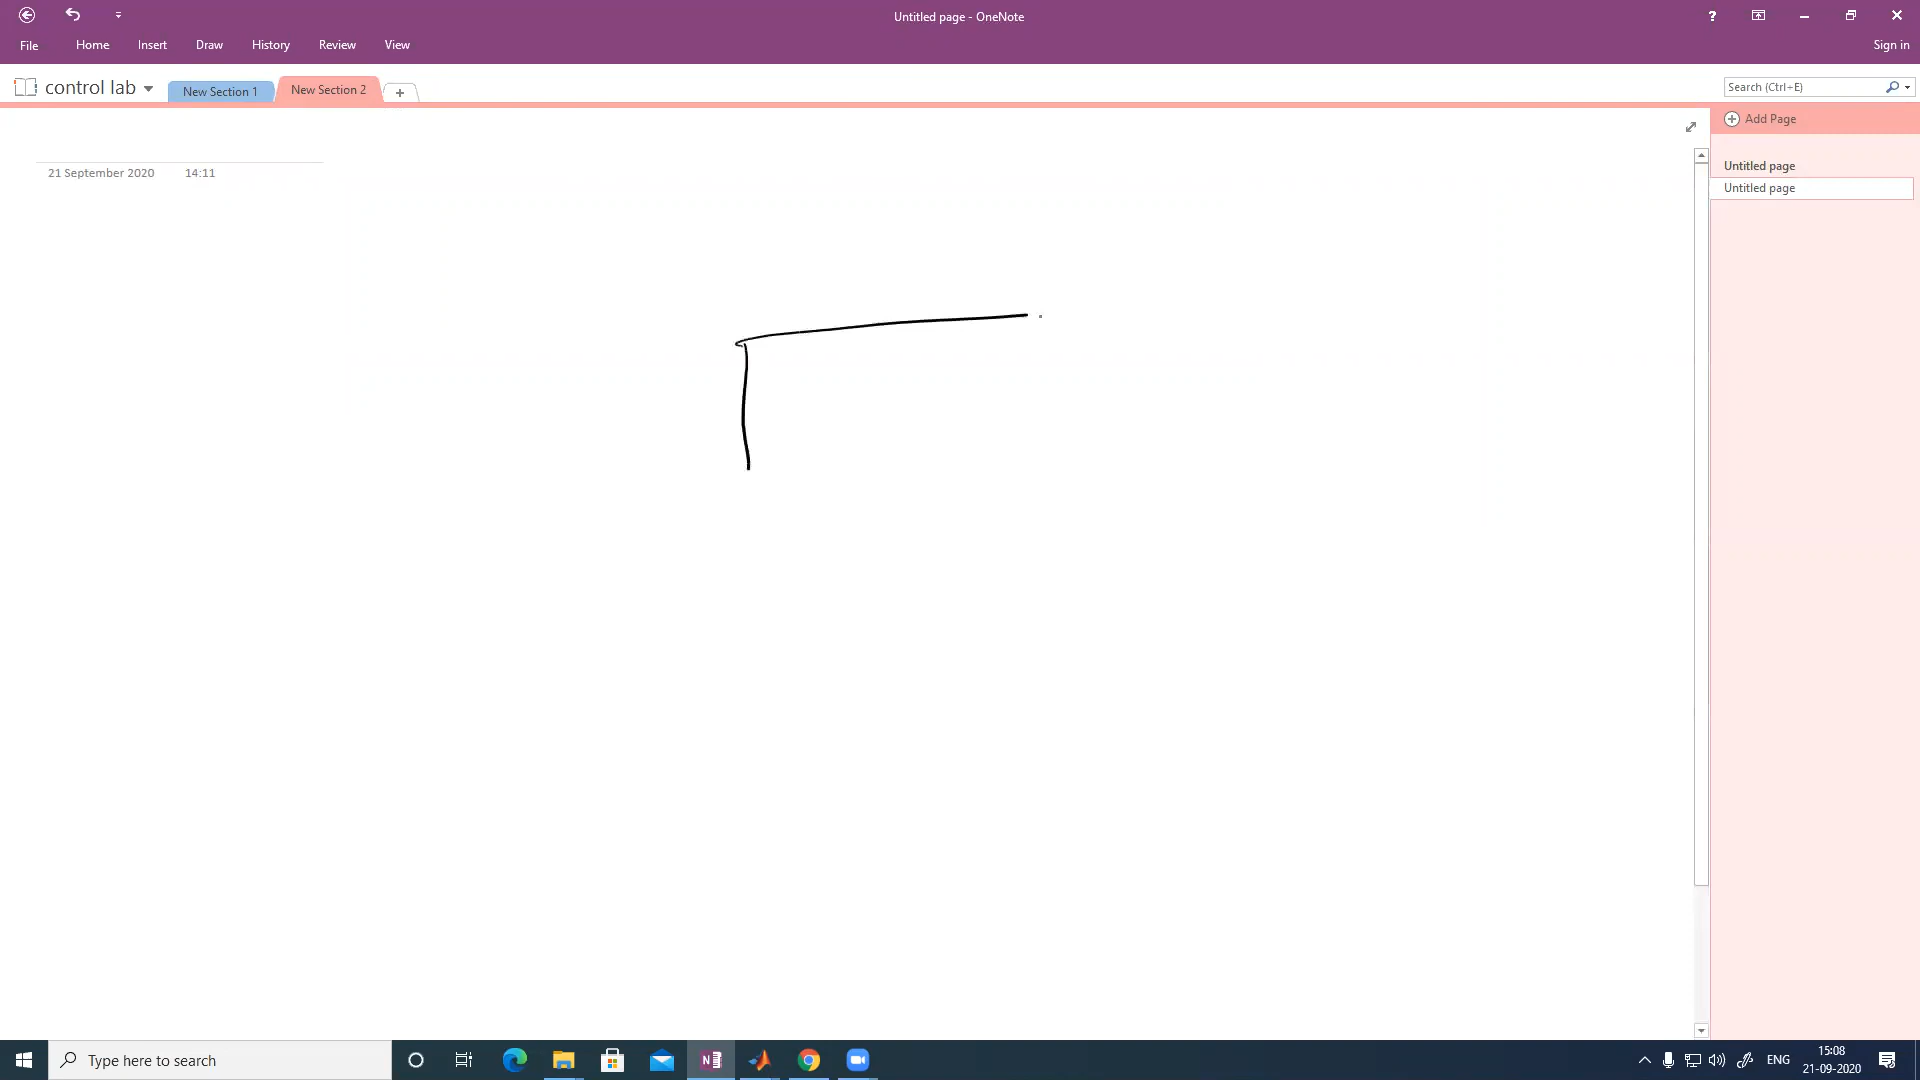 Untitled page - OneNote
?
File Home Insert Draw History Review View
Sign in
control lab
New Section 1
New Section 2
Search (Ctrl+E)
Add Page
21 September 2020 14:11
Untitled page
Untitled page
Type here to search
N
ENG
15:08
21-09-2020